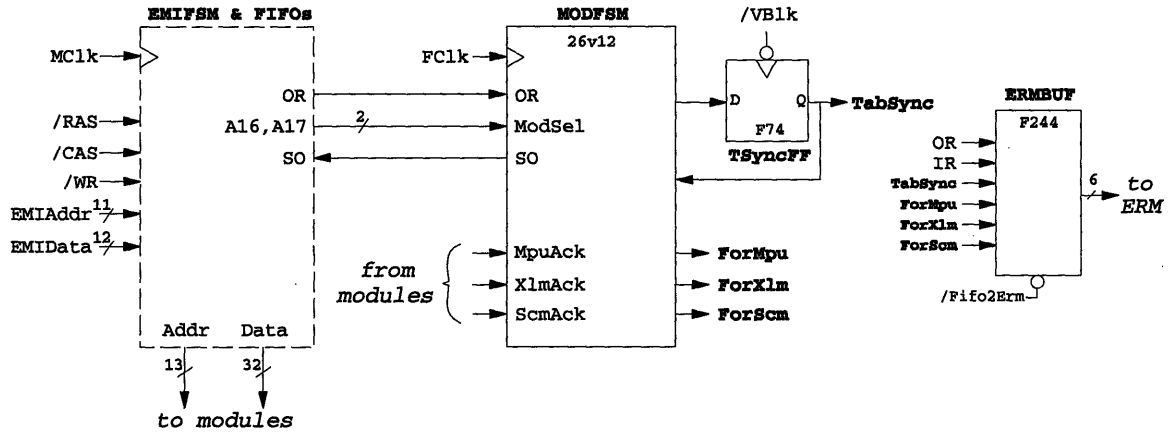 EMIFSM & FIFOs
MODFSM
/VBlk
26v12
MClk
FClk
D Q
TabSync
ERMBUF
OR
OR
F244
/RAS
A16,A17
2
ModSel
F74
OR
/CAS
SO
SO
TSyncFF
IR
/WR
TabSync
6
to
ERM
EMIAddr
11
ForMpu
EMIData
12
ForXlm
MpuAck
ForMpu
ForScm
from
modules
XlmAck
ForXlm
/Fifo2Erm
ScmAck
ForScm
Addr Data
13
32
to modules